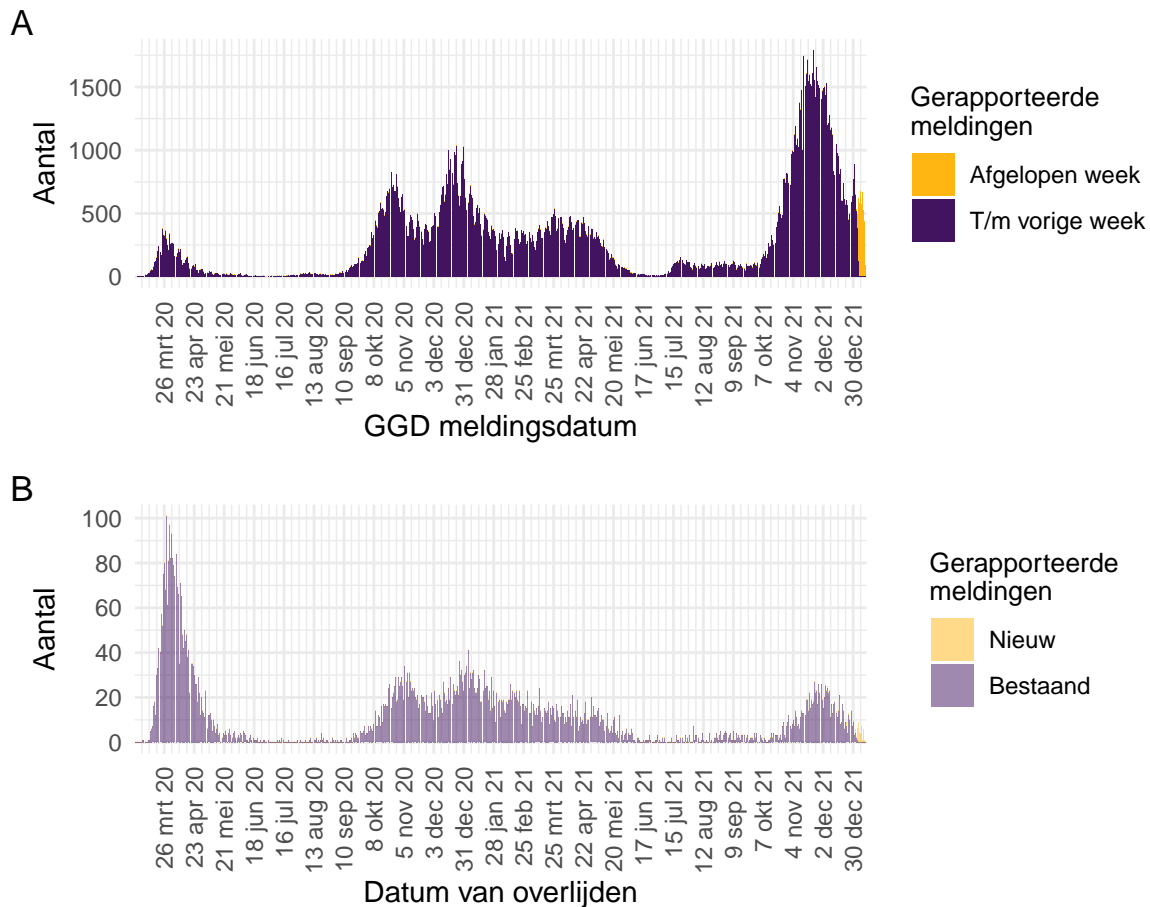 A
Aantal
1500
1000
500
0
26 mrt 20
23 apr 20
21 mei 20
18 jun 20
16 jul 20
13 aug 20
10 sep 20
8 okt 20
5 nov 20
3 dec 20
31 dec 20
28 jan 21
25 feb 21
25 mrt 21
22 apr 21
20 mei 21
17 jun 21
15 jul 21
12 aug 21
9 sep 21
7 okt 21
4 nov 21
2 dec 21
30 dec 21
GGD meldingsdatum
Gerapporteerde
meldingen
Afgelopen week
T/m vorige week
B
Aantal
100
80
60
40
20
0
26 mrt 20
23 apr 20
21 mei 20
18 jun 20
16 jul 20
13 aug 20
10 sep 20
8 okt 20
5 nov 20
3 dec 20
31 dec 20
28 jan 21
25 feb 21
25 mrt 21
22 apr 21
20 mei 21
17 jun 21
15 jul 21
12 aug 21
9 sep 21
7 okt 21
4 nov 21
2 dec 21
30 dec 21
Datum van overlijden
Gerapporteerde
meldingen
Nieuw
Bestaand